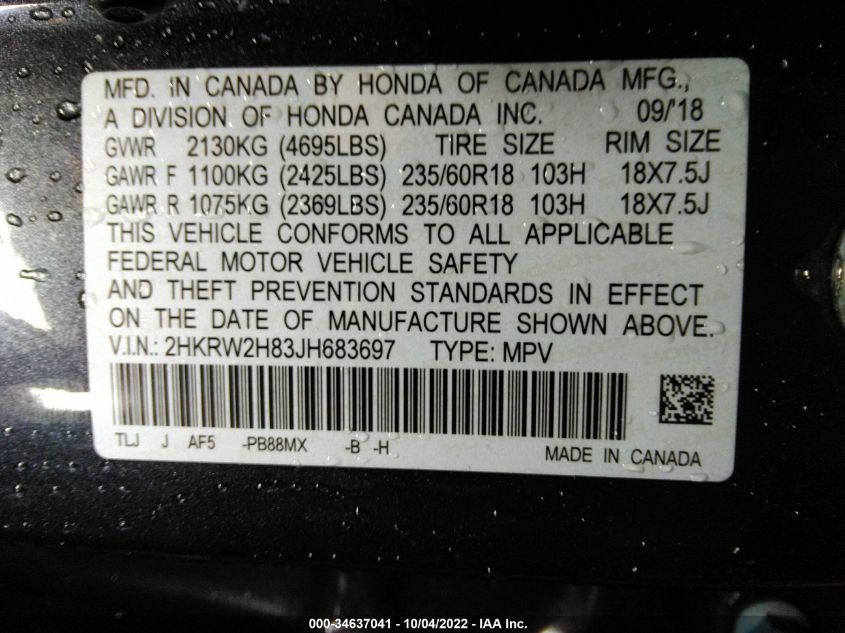 MFD. IN CANADA BY HONDA OF CANADA MFG.,
A DIVISION OF HONDA CANADA INC. 09/'18
GVWR 2130KG (4695LBS) TIRE SIZE RIM SIZE
GAWR F 1100KG (2425LBS) 235/60R18 103H 18X7.5J
GAWR R 1075KG (2369LBS) 235/60R18 103H 18X7.5J
THIS VEHICLE CONFORMS TO ALL APPLICABLE
FEDERAL MOTOR VEHICLE SAFETY
AND THEFT PREVENTION STANDARDS IN EFFECT
ON THE DATE OF MANUFACTURE SHOWN ABOVE.
V.I.N.: 2HKRW2H83JH683697 TYPE: MPV
TLJ J AF5 -PB88MX -B -H
MADE IN CANADA
000-34637041 - 10/04/2022 - IAA Inc.